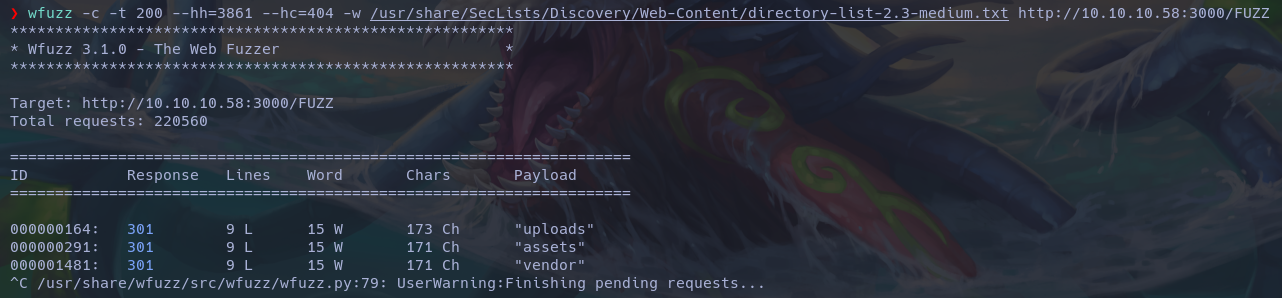 ❯ wfuzz -c -t 200 --hh=3861 --hc=404 -w /usr/share/SecLists/Discovery/Web-Content/directory-list-2.3-medium.txt http://10.10.10.58:3000/FUZZ
********************************************************
* Wfuzz 3.1.0 - The Web Fuzzer                         *
********************************************************
Target: http://10.10.10.58:3000/FUZZ
Total requests: 220560
=====================================================================
ID           Response   Lines    Word       Chars       Payload
=====================================================================
000000164:   301        9 L      15 W       173 Ch      "uploads"
000000291:   301        9 L      15 W       171 Ch      "assets"
000001481:   301        9 L      15 W       171 Ch      "vendor"
^C /usr/share/wfuzz/src/wfuzz/wfuzz.py:79: UserWarning:Finishing pending requests...